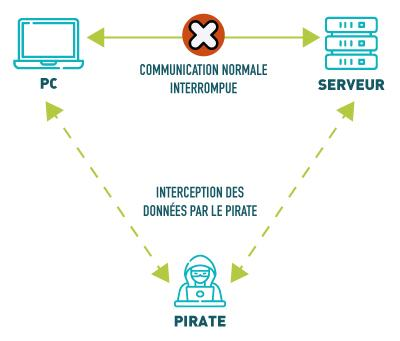 PC
COMMUNICATION NORMALE
INTERROMPUE
SERVEUR
INTERCEPTION DES
DONNÉES PAR LE PIRATE
PIRATE